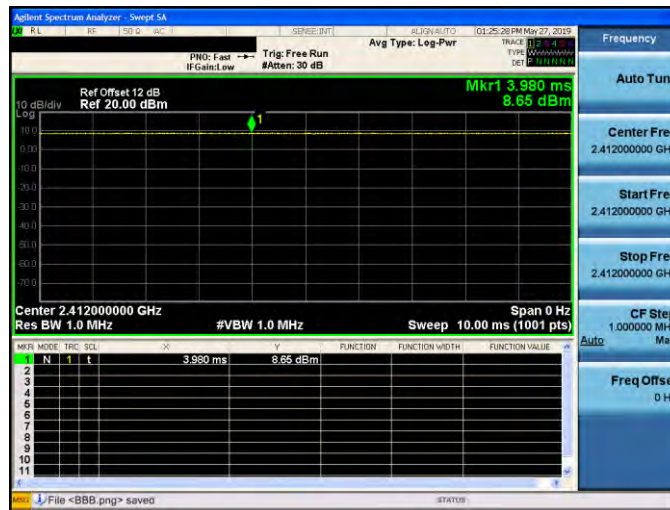 Agilent Spectrum Analyzer - Swept SA
RL RF 50 Ω AC SENSE:INT ALIGN AUTO 01:25:28 PM May 27, 2019
Avg Type: Log-Pwr
TRACE 1 2 3 4 5 6
TYPE
DET P N N N N N
PNO: Fast Trig: Free Run
IFGain:Low #Atten: 30 dB
Ref Offset 12 dB
10 dB/div Ref 20.00 dBm
Log
Mkr1 3.980 ms
8.65 dBm
1
10.0
0.00
-10.0
-20.0
-30.0
-40.0
-50.0
-60.0
-70.0
Center 2.412000000 GHz Span 0 Hz
Res BW 1.0 MHz #VBW 1.0 MHz Sweep 10.00 ms (1001 pts)
MKR MODE TRC SCL X Y FUNCTION FUNCTION WIDTH FUNCTION VALUE
1 N 1 t 3.980 ms 8.65 dBm
2
3
4
5
6
7
8
9
10
11
MSG File <BBB.png> saved STATUS
Frequency
Auto Tun
Center Fre
2.412000000 GH
Start Fre
2.412000000 GH
Stop Fre
2.412000000 GH
CF Ste
1.000000 MH
Auto Ma
Freq Offse
0 H